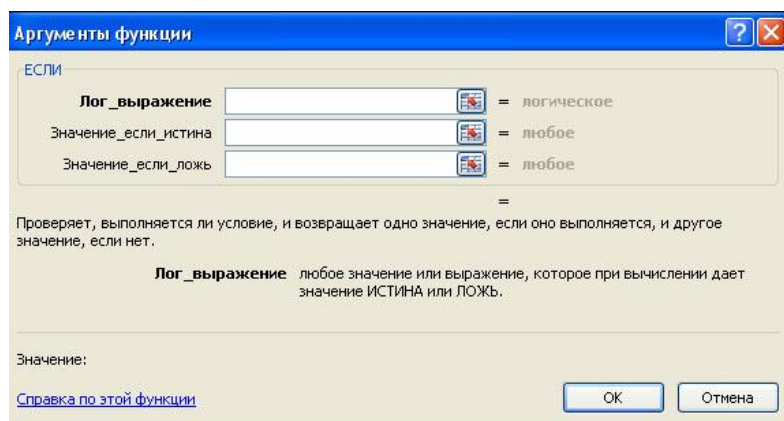 Аргументы функции
ЕСЛИ
Лог_выражение = логическое
Значение_если_истина = любое
Значение_если_ложь = любое
=
Проверяет, выполняется ли условие, и возвращает одно значение, если оно выполняется, и другое
значение, если нет.
Лог_выражение любое значение или выражение, которое при вычислении дает
значение ИСТИНА или ЛОЖЬ.
Значение:
Справка по этой функции
ОК
Отмена